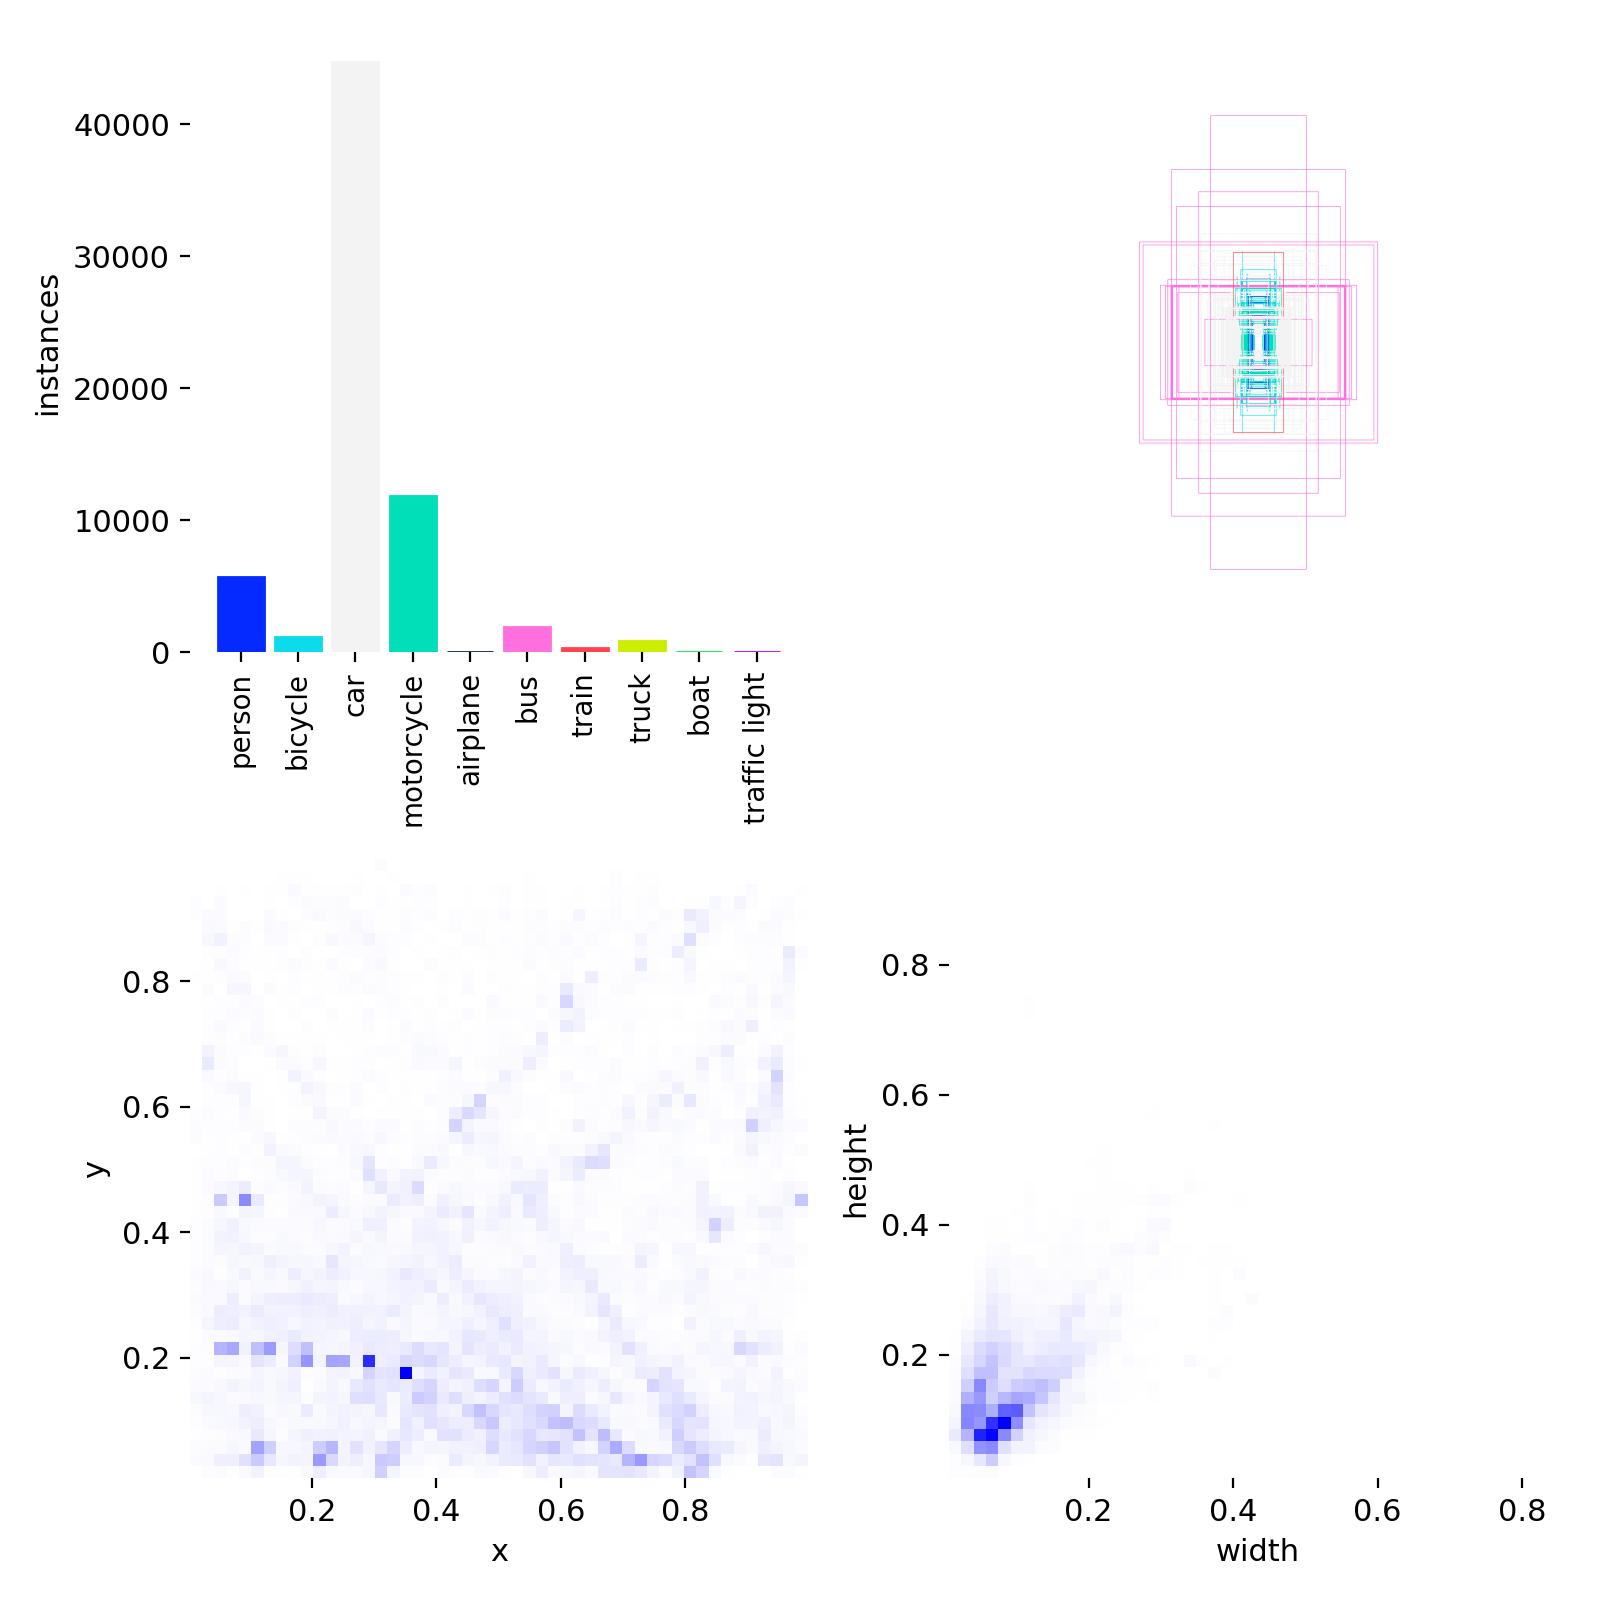 40000
30000
20000
10000
0
instances
person
bicycle
car
motorcycle
airplane
bus
train
truck
boat
traffic light
0.8
0.6
0.4
0.2
y
0.2 0.4 0.6 0.8
x
0.8
0.6
0.4
0.2
height
0.2 0.4 0.6 0.8
width